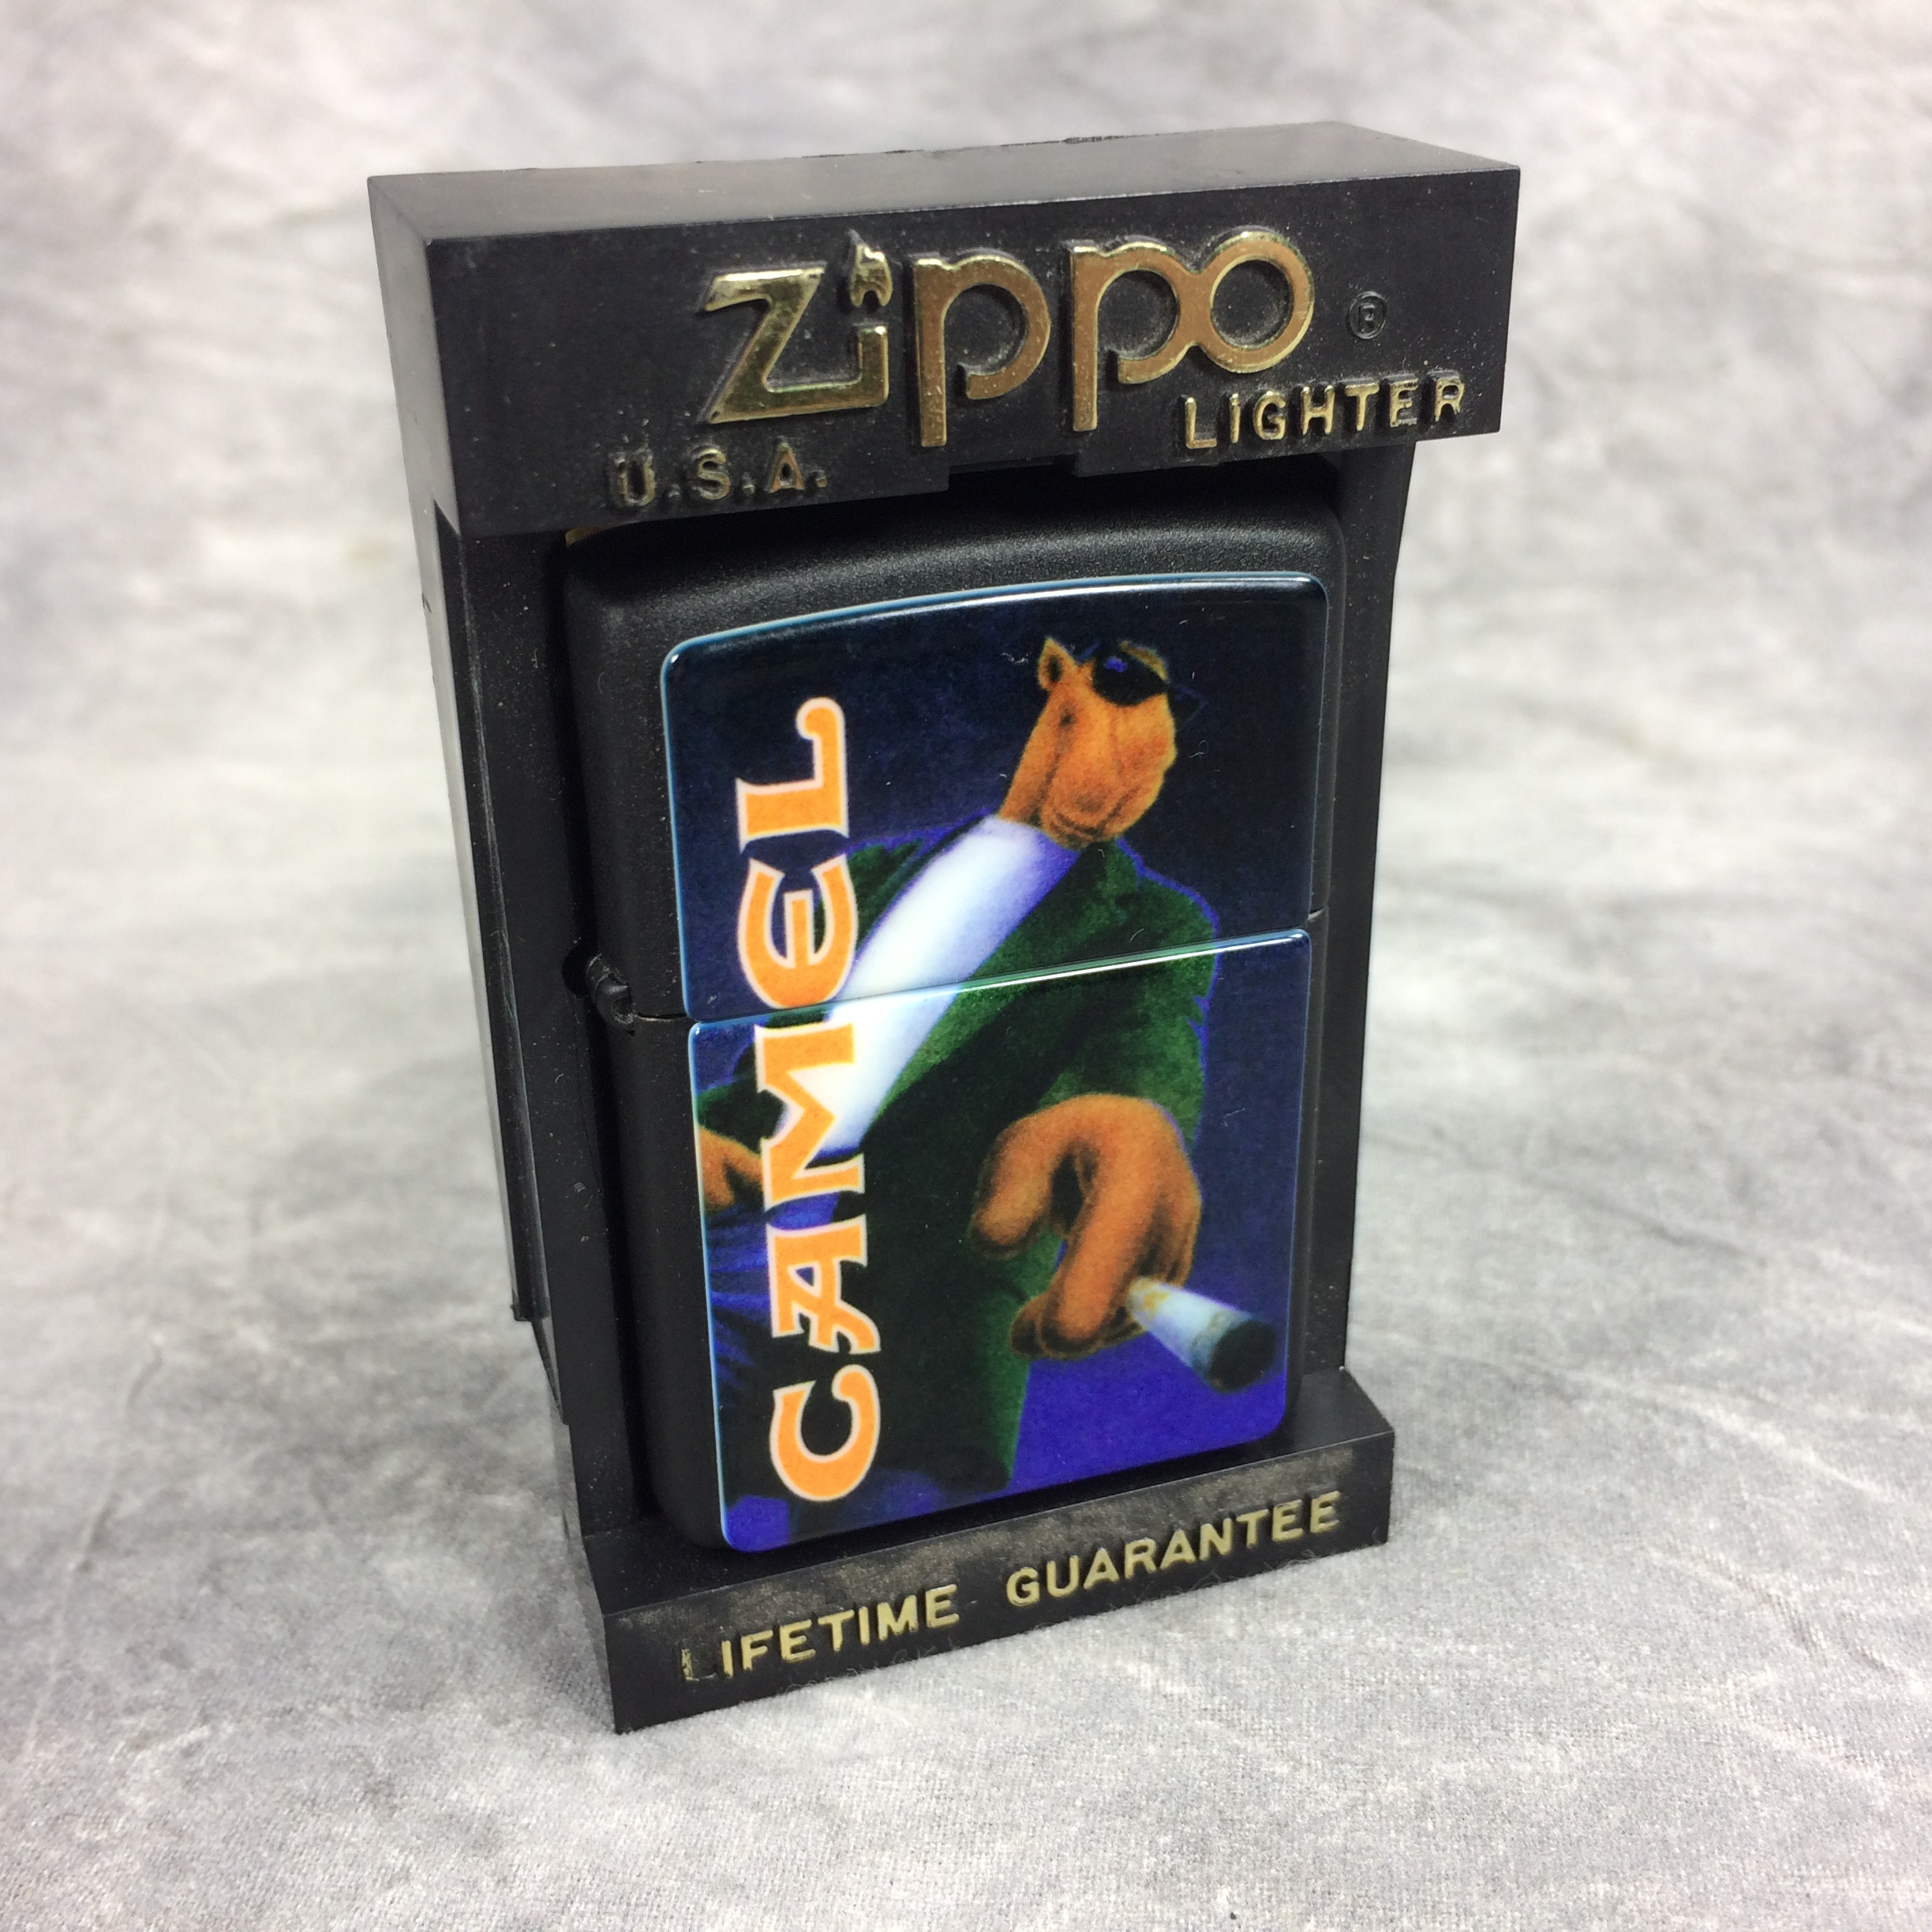 Zippo ®
LIGHTER
U.S.A.
CAMEL
LIFETIME GUARANTEE